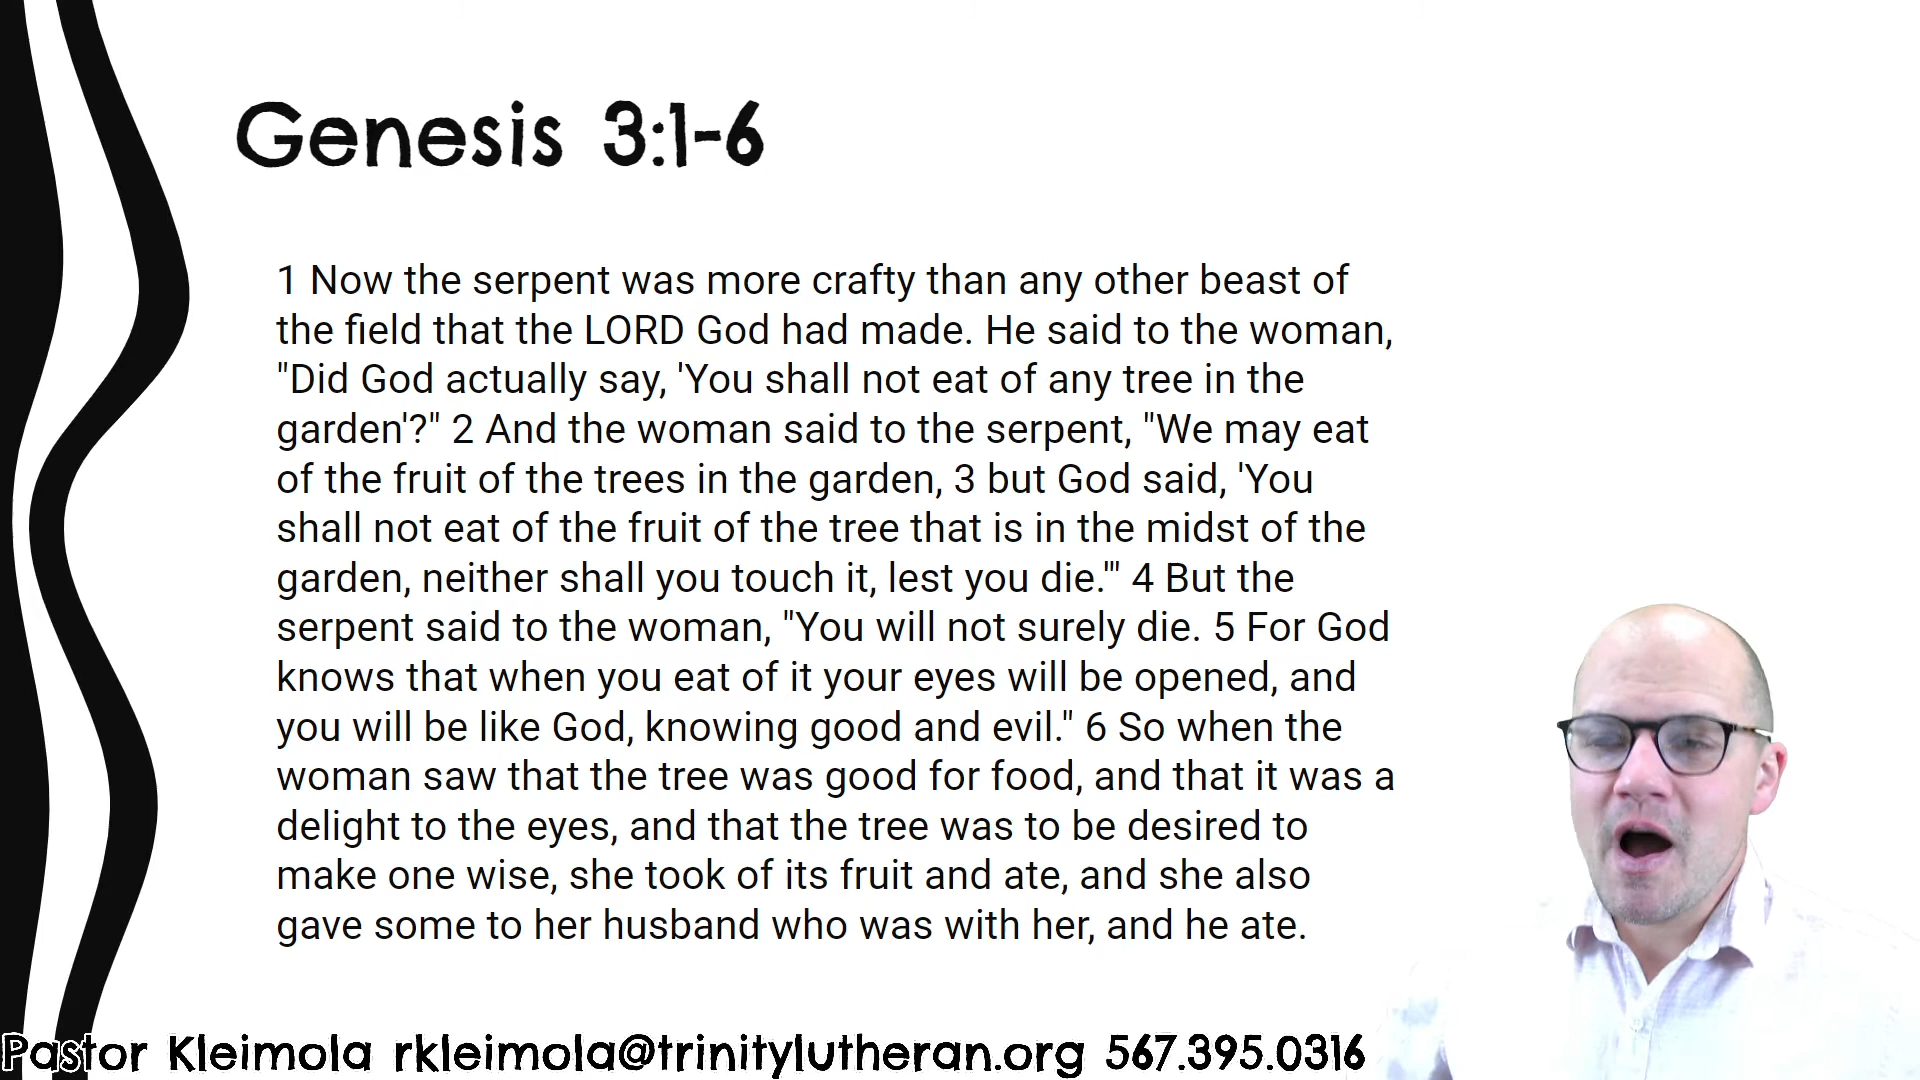 Genesis 3:1-6
1 Now the serpent was more crafty than any other beast of
the field that the LORD God had made. He said to the woman,
"Did God actually say, 'You shall not eat of any tree in the
garden'?" 2 And the woman said to the serpent, "We may eat
of the fruit of the trees in the garden, 3 but God said, 'You
shall not eat of the fruit of the tree that is in the midst of the
garden, neither shall you touch it, lest you die.'" 4 But the
serpent said to the woman, "You will not surely die. 5 For God
knows that when you eat of it your eyes will be opened, and
you will be like God, knowing good and evil." 6 So when the
woman saw that the tree was good for food, and that it was a
delight to the eyes, and that the tree was to be desired to
make one wise, she took of its fruit and ate, and she also
gave some to her husband who was with her, and he ate.
Pastor Kleimola rkleimola@trinitylutheran.org 567.395.0316